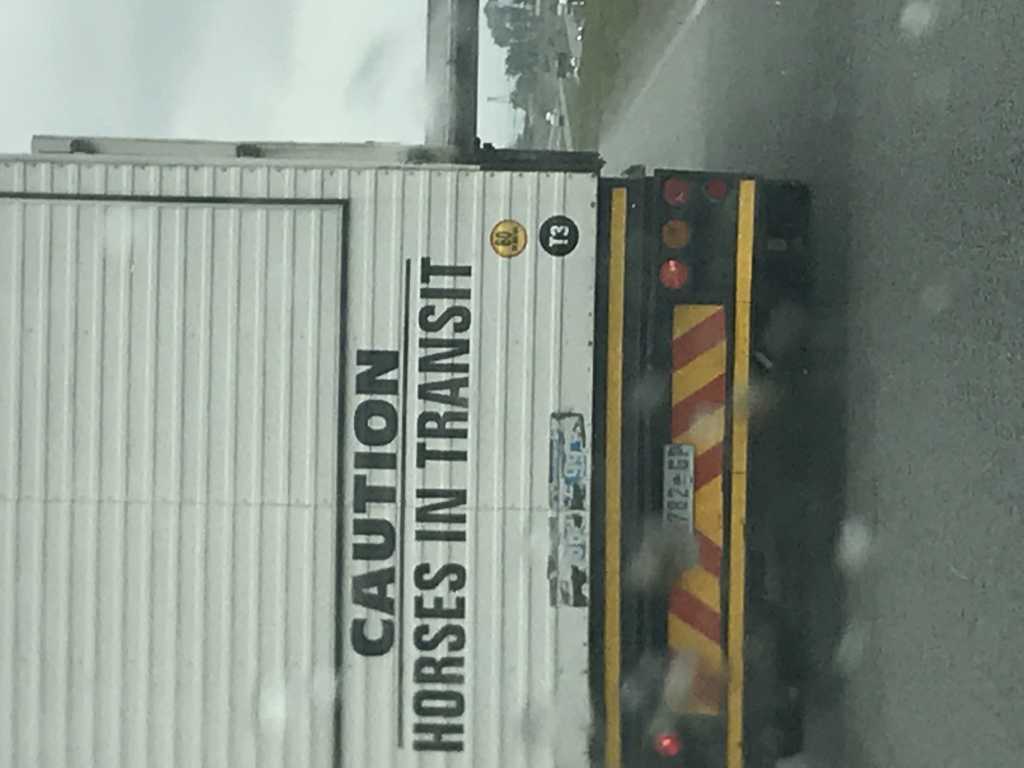 CAUTION
HORSES IN TRANSIT
80
T3